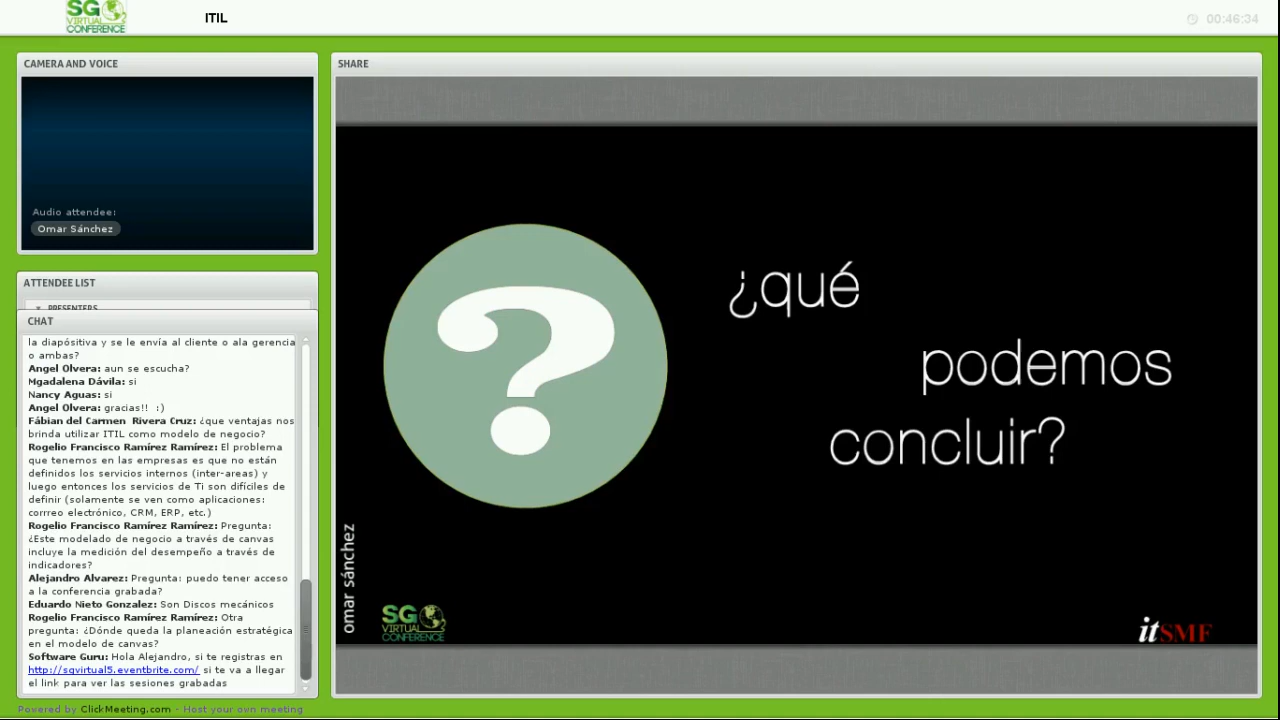 SG
VIRTUAL
CONFERENCE
ITIL
00:46:34
CAMERA AND VOICE
Audio attendee:
Omar Sánchez
ATTENDEE LIST
PRESENTERS
CHAT
la diapósitiva y se le envía al cliente o ala gerencia
o ambas?
Angel Olvera: aun se escucha?
Mgadalena Dávila: si
Nancy Aguas: si
Angel Olvera: gracias!! :)
Fábian del Carmen Rivera Cruz: ¿que ventajas nos
brinda utilizar ITIL como modelo de negocio?
Rogelio Francisco Ramírez Ramírez: El problema
que tenemos en las empresas es que no están
definidos los servicios internos (inter-areas) y
luego entonces los servicios de Ti son difíciles de
definir (solamente se ven como aplicaciones:
corrreo electrónico, CRM, ERP, etc.)
Rogelio Francisco Ramírez Ramírez: Pregunta:
¿Este modelado de negocio a través de canvas
incluye la medición del desempeño a través de
indicadores?
Alejandro Alvarez: Pregunta: puedo tener acceso
a la conferencia grabada?
Eduardo Nieto Gonzalez: Son Discos mecánicos
Rogelio Francisco Ramírez Ramírez: Otra
pregunta: ¿Dónde queda la planeación estratégica
en el modelo de canvas?
Software Guru: Hola Alejandro, si te registras en
http://sgvirtual5.eventbrite.com/ si te va a llegar
el link para ver las sesiones grabadas
Powered by ClickMeeting.com - Host your own meeting
SHARE
?
¿qué
podemos
concluir?
omar sánchez
SG
VIRTUAL
CONFERENCE
itSMF